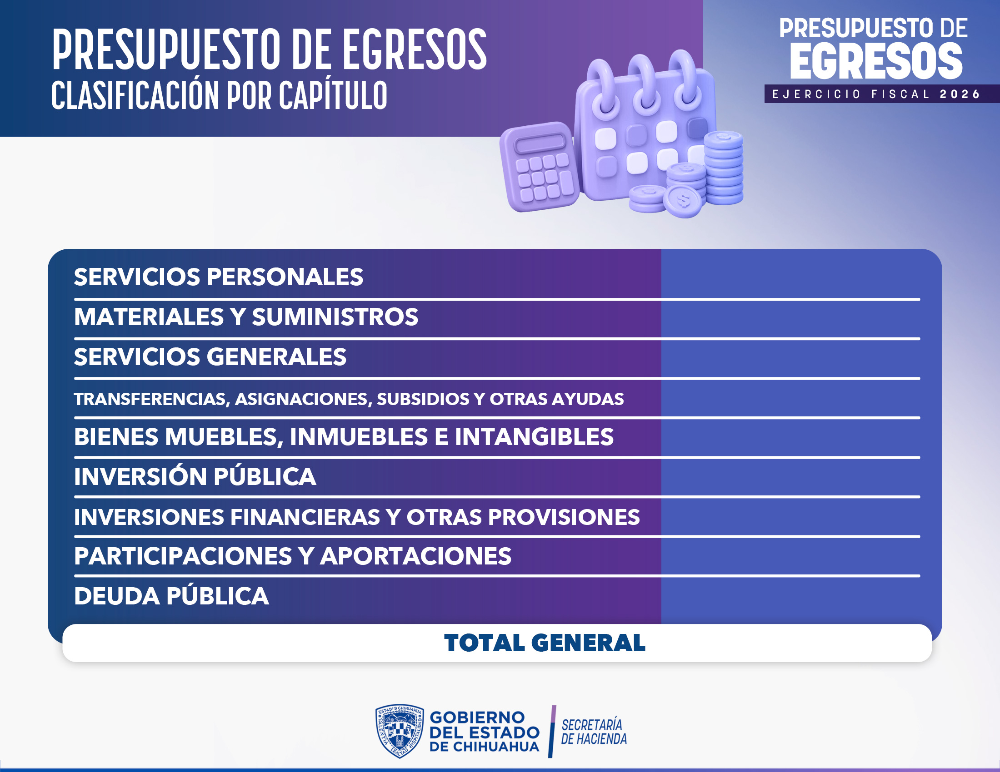 PRESUPUESTO DE EGRESOS
CLASIFICACIÓN POR CAPÍTULO
PRESUPUESTO DE
EGRESOS
EJERCICIO FISCAL 2026
SERVICIOS PERSONALES
MATERIALES Y SUMINISTROS
SERVICIOS GENERALES
TRANSFERENCIAS, ASIGNACIONES, SUBSIDIOS Y OTRAS AYUDAS
BIENES MUEBLES, INMUEBLES E INTANGIBLES
INVERSIÓN PÚBLICA
INVERSIONES FINANCIERAS Y OTRAS PROVISIONES
PARTICIPACIONES Y APORTACIONES
DEUDA PÚBLICA
TOTAL GENERAL
ESTADO D CHIHUAHUA
VALENTIA
LEALTAD
HOSPITALIDAD
GOBIERNO
DEL ESTADO
DE CHIHUAHUA
SECRETARÍA
DE HACIENDA